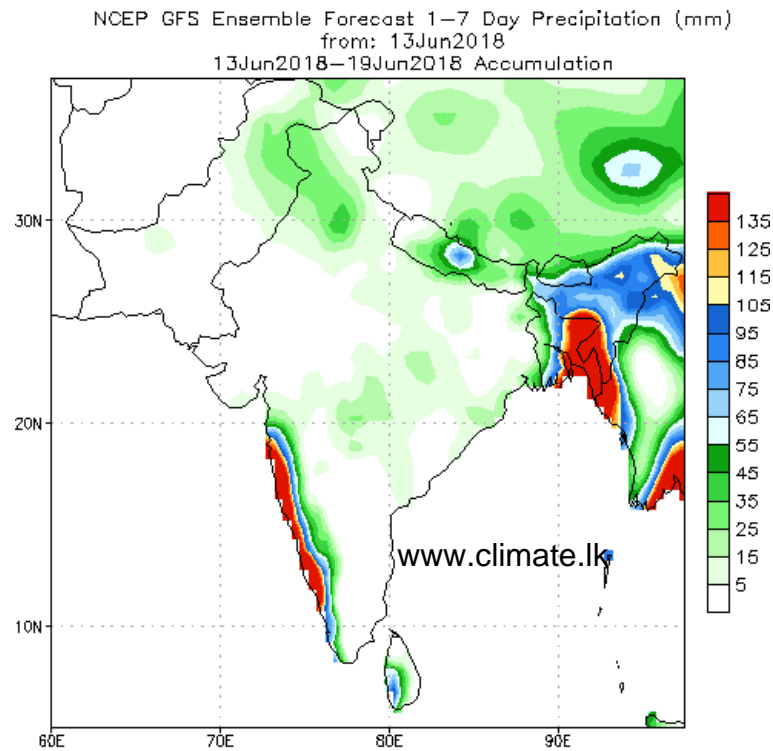 NCEP GFS Ensemble Forecast 1–7 Day Precipitation (mm)
from: 13Jun2018
13Jun2018–19Jun2018 Accumulation
30N
20N
10N
60E
70E
80E
90E
www.climate.lk
135
125
115
105
95
85
75
65
55
45
35
25
15
5